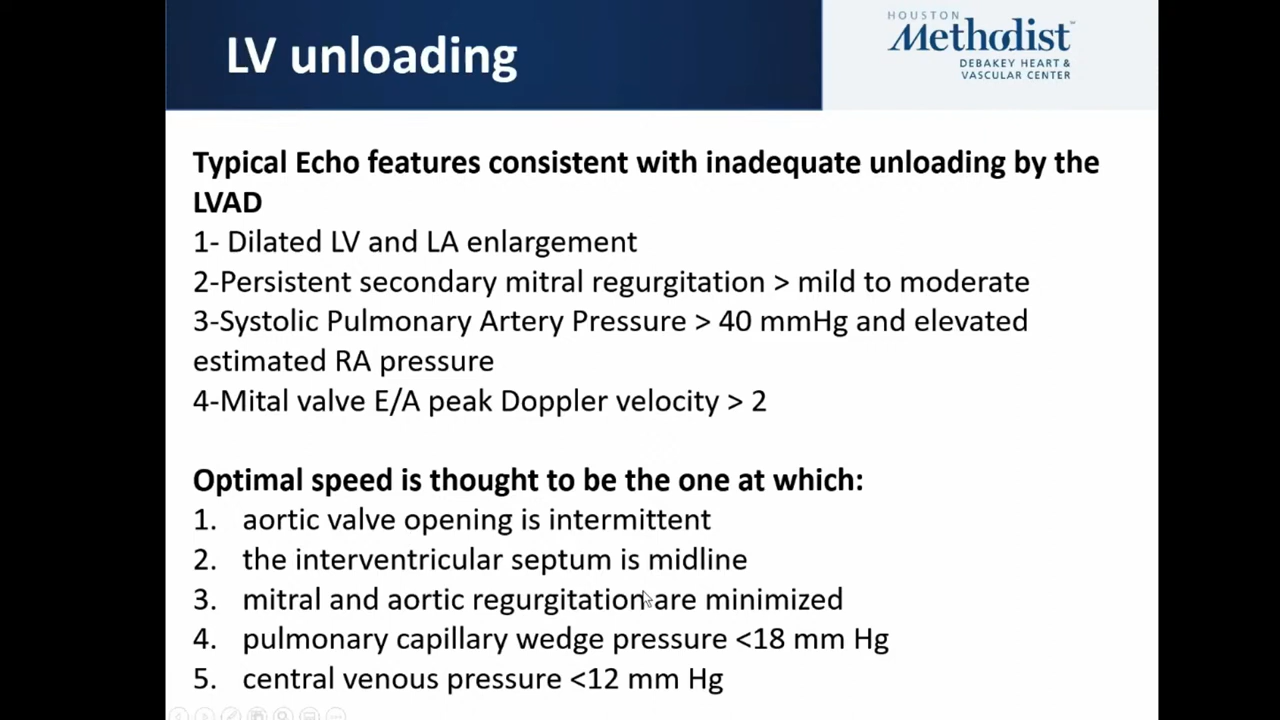 LV unloading
HOUSTON
Methodist
DEBAKEY HEART &
VASCULAR CENTER
Typical Echo features consistent with inadequate unloading by the
LVAD
1- Dilated LV and LA enlargement
2-Persistent secondary mitral regurgitation > mild to moderate
3-Systolic Pulmonary Artery Pressure > 40 mmHg and elevated
estimated RA pressure
4-Mital valve E/A peak Doppler velocity > 2
Optimal speed is thought to be the one at which:
1. aortic valve opening is intermittent
2. the interventricular septum is midline
3. mitral and aortic regurgitation are minimized
4. pulmonary capillary wedge pressure <18 mm Hg
5. central venous pressure <12 mm Hg